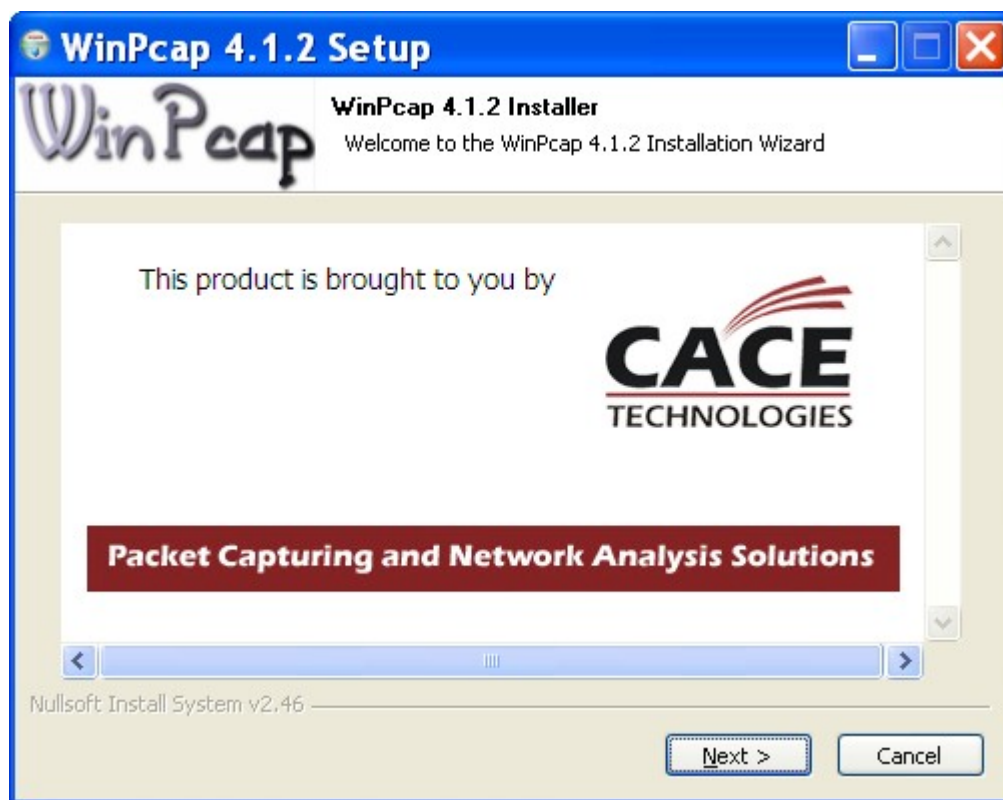 WinPcap 4.1.2 Setup
WinPcap
WinPcap 4.1.2 Installer
Welcome to the WinPcap 4.1.2 Installation Wizard
This product is brought to you by
CACE
TECHNOLOGIES
Packet Capturing and Network Analysis Solutions
Nullsoft Install System v2.46
Next >
Cancel